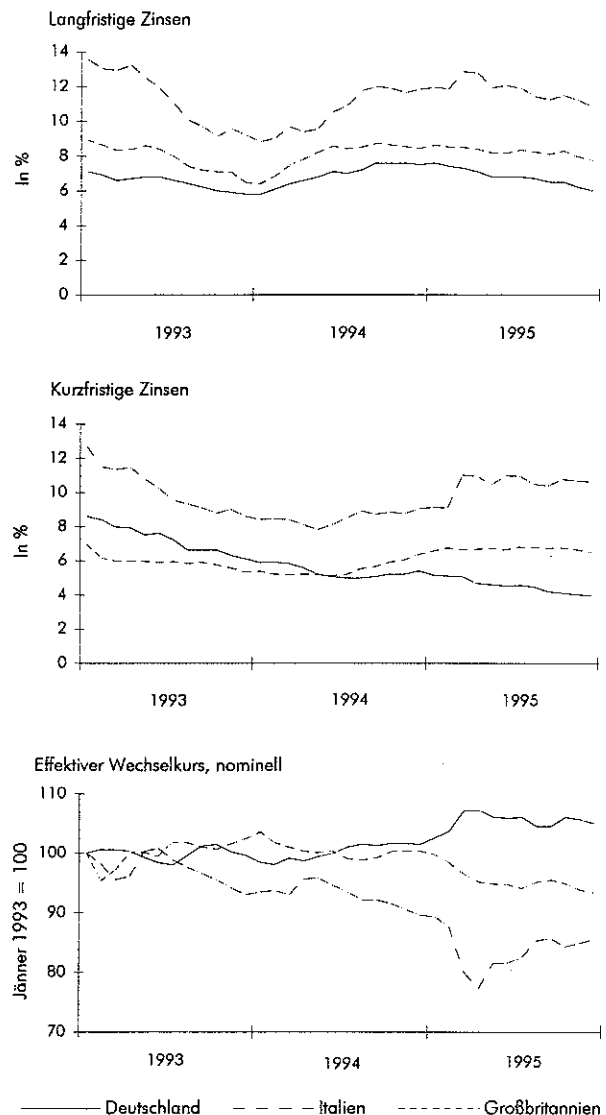 Langfristige Zinsen
In %
14
12
10
8
6
4
2
0
1993 1994 1995
Kurzfristige Zinsen
In %
14
12
10
8
6
4
2
0
1993 1994 1995
Effektiver Wechselkurs, nominell
Jänner 1993 = 100
110
100
90
80
70
1993 1994 1995
Deutschland Italien Großbritannien